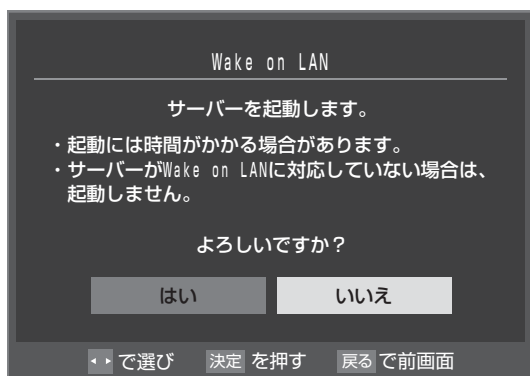 Wake on LAN
サーバーを起動します。
・起動には時間がかかる場合があります。
・サーバーがWake on LANに対応していない場合は、
起動しません。
よろしいですか？
はい いいえ
で選び 決定 を押す 戻る で前画面